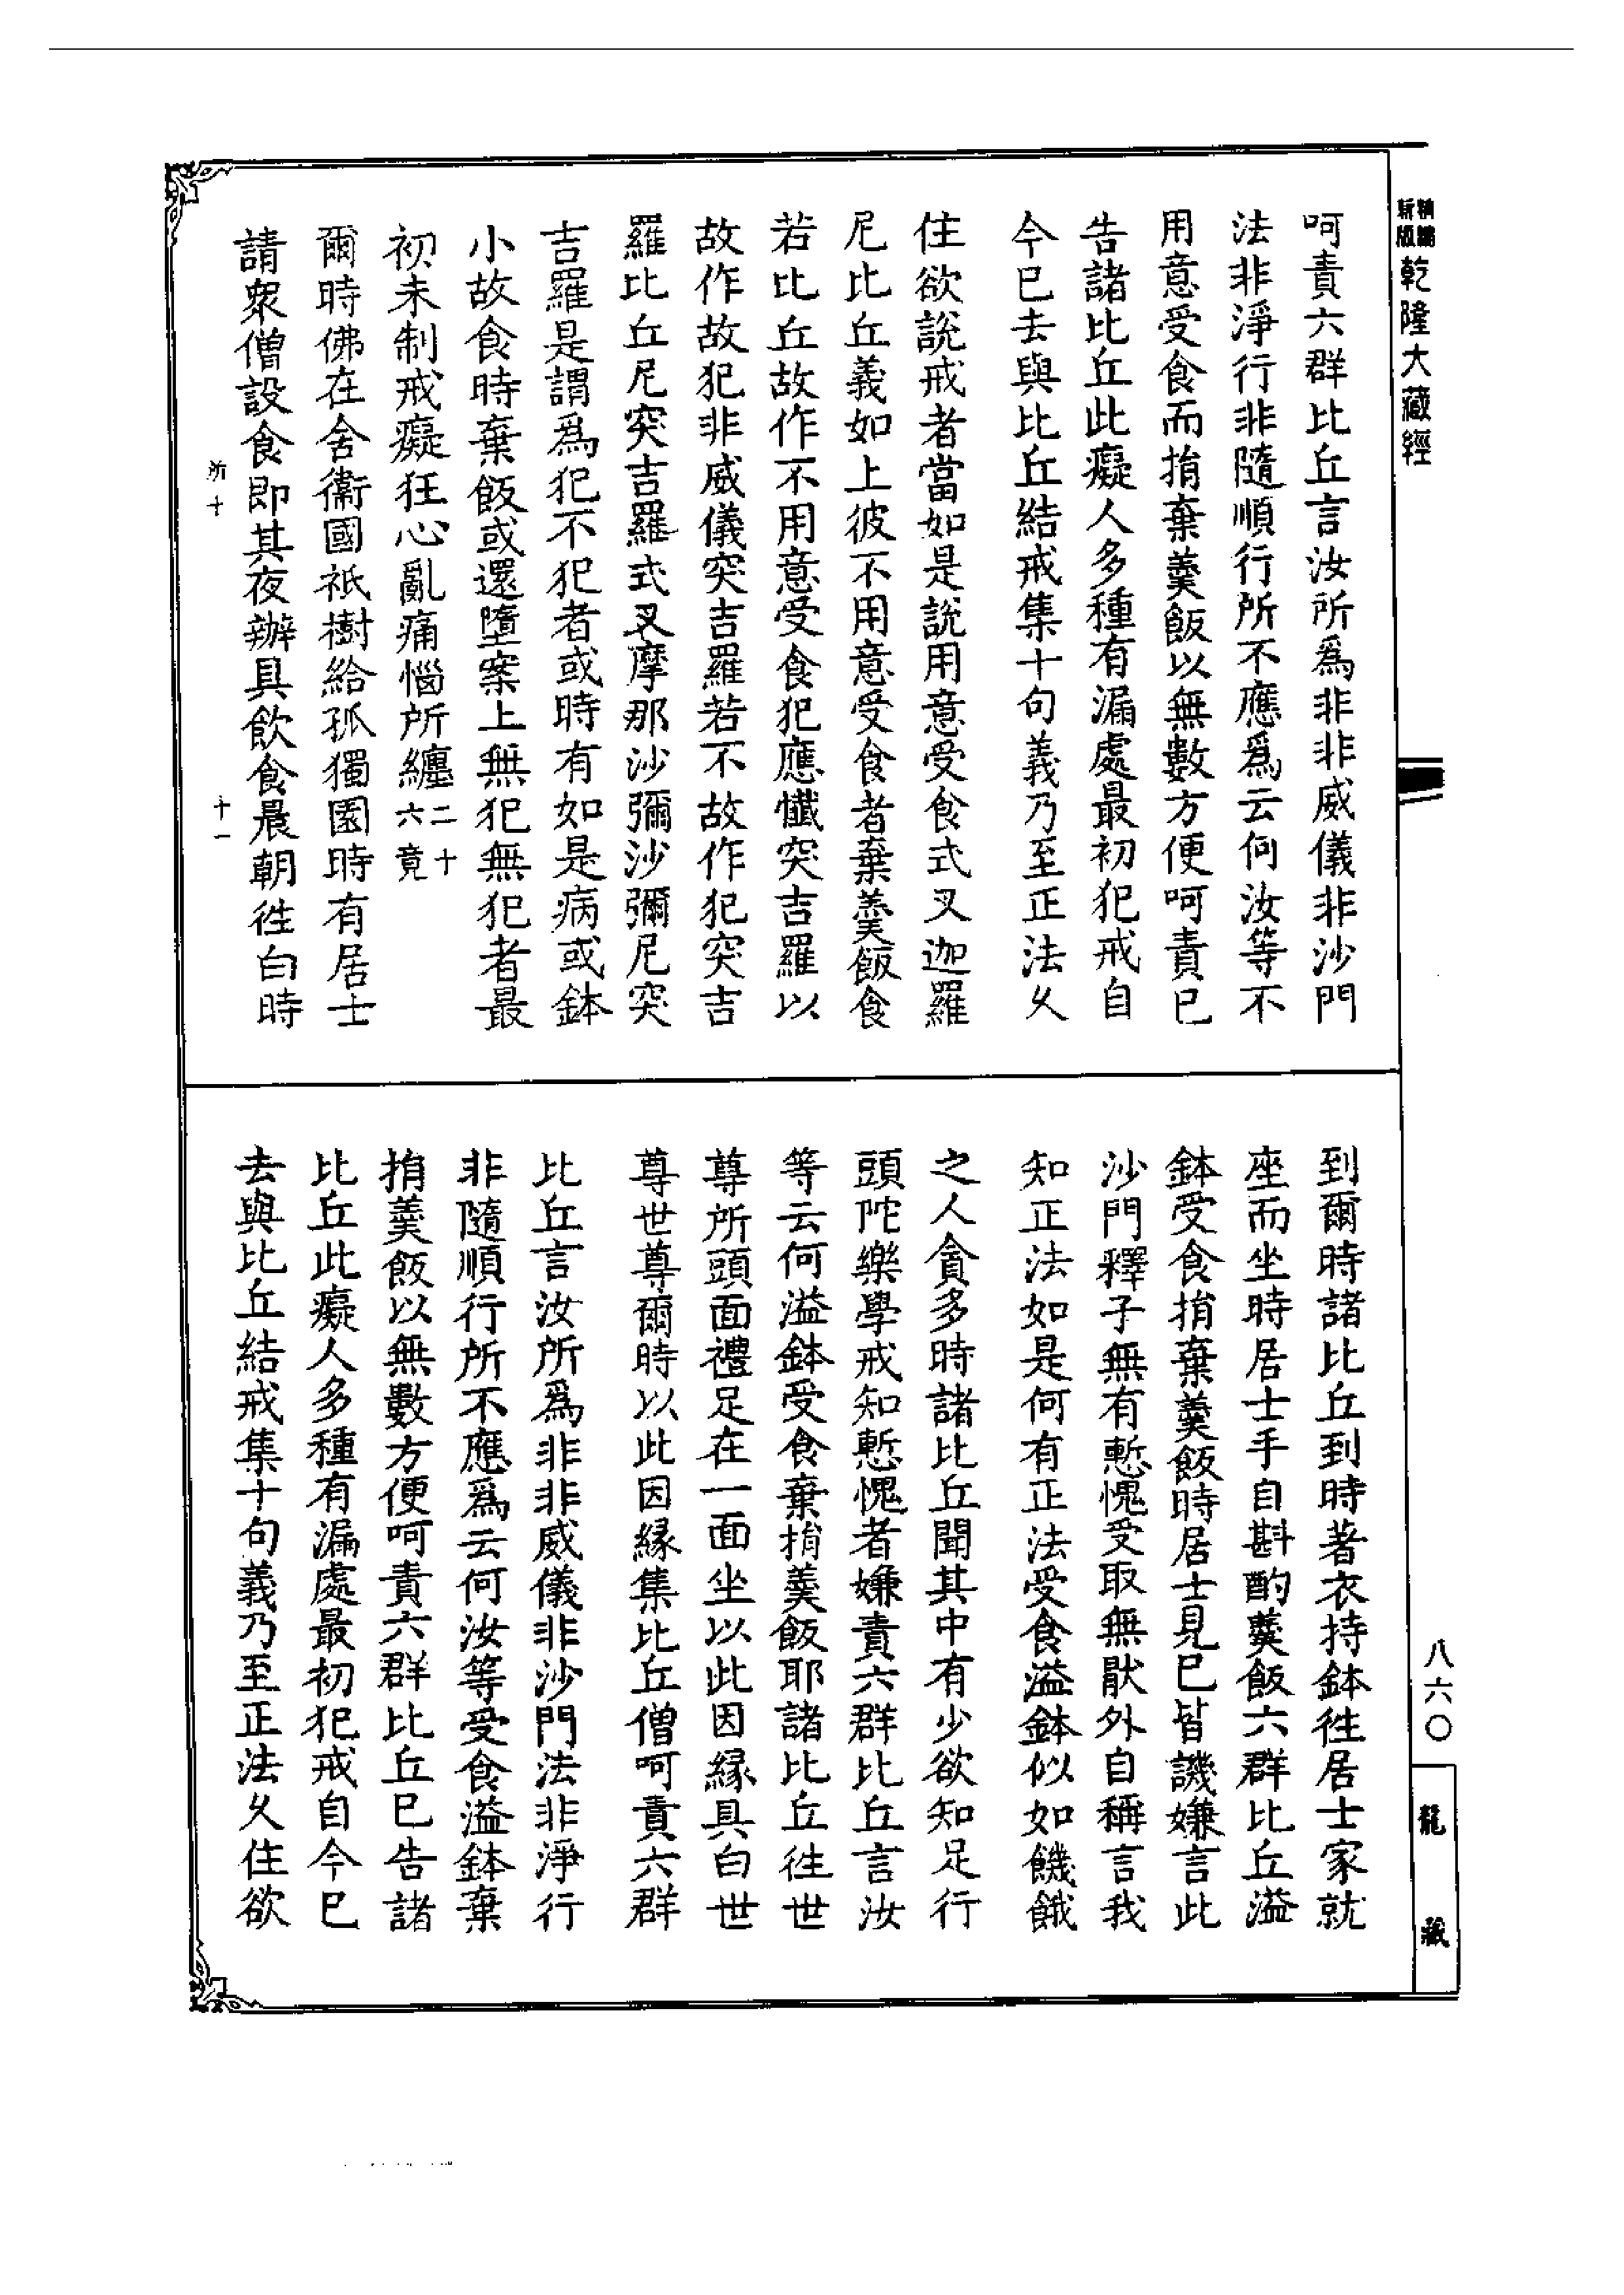 精編新版乾隆大藏經
呵責六群比丘言汝所爲非非威儀非沙門
法非淨行非隨順行所不應爲云何汝等不
用意受食而捐棄羹飯以無數方便呵責已
告諸比丘此癡人多種有漏處最初犯戒自
今已去與比丘結戒集十句義乃至正法久
住欲說戒者當如是說用意受食式叉迦羅
尼比丘義如上彼不用意受食者棄羹飯食
若比丘故作不用意受食犯應懺突吉羅以
故作故犯非威儀突吉羅若不故作犯突吉
羅比丘尼突吉羅式叉摩那沙彌沙彌尼突
吉羅是謂爲犯不犯者或時有如是病或鉢
小故食時棄飯或還墮案上無犯無犯者最
初未制戒癡狂心亂痛惱所纏二十六竟
爾時佛在舍衞國祇樹給孤獨園時有居士
請衆僧設食即其夜辦具飲食晨朝徃白時
所十
十一
到爾時諸比丘到時著衣持鉢徃居士家就
座而坐時居士手自斟酌羹飯六群比丘溢
鉢受食捐棄羹飯時居士見已皆譏嫌言此
沙門釋子無有慙愧受取無猒外自稱言我
知正法如是何有正法受食溢鉢似如饑餓
之人貪多時諸比丘聞其中有少欲知足行
頭陀樂學戒知慙愧者嫌責六群比丘言汝
等云何溢鉢受食棄捐羹飯耶諸比丘徃世
尊所頭面禮足在一面坐以此因緣具白世
尊世尊爾時以此因緣集比丘僧呵責六群
比丘言汝所爲非非威儀非沙門法非淨行
非隨順行所不應爲云何汝等受食溢鉢棄
捐羹飯以無數方便呵責六群比丘已告諸
比丘此癡人多種有漏處最初犯戒自今已
去與比丘結戒集十句義乃至正法久住欲
八六〇
龍藏